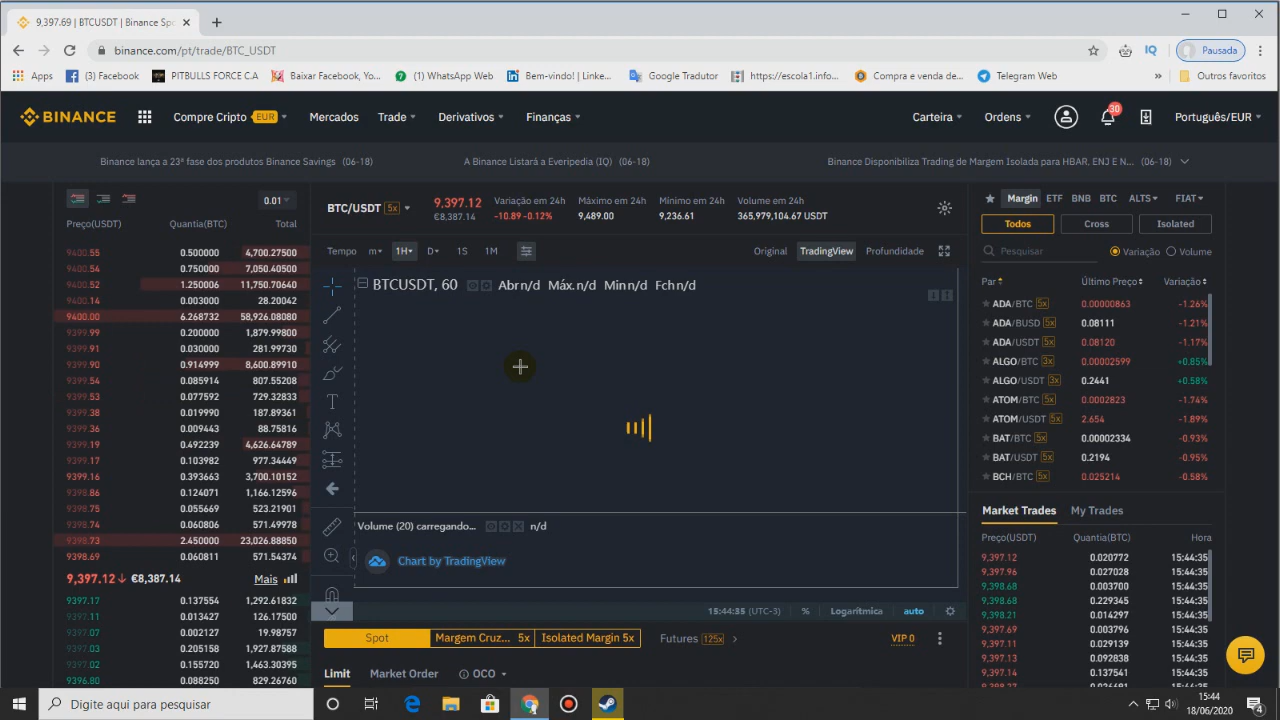 9,397.69 | BTCUSDT | Binance Spo
binance.com/pt/trade/BTC_USDT
Pausada
Apps
(3) Facebook
PITBULLS FORCE C.A
Baixar Facebook, Yo...
(1) WhatsApp Web
Bem-vindo! | Linke...
Google Tradutor
https://escola1.info...
Compra e venda de...
Telegram Web
»
Outros favoritos
IQ
BINANCE
Compre Cripto EUR
Mercados
Trade
Derivativos
Finanças
Carteira
Ordens
30
Português/EUR
Binance lança a 23ª fase dos produtos Binance Savings (06-18)
A Binance Listará a Everipedia (IQ) (06-18)
Binance Disponibiliza Trading de Margem Isolada para HBAR, ENJ E N... (06-18)
0.01
Preço(USDT) Quantia(BTC) Total
9400.55 0.500000 4,700.27500
9400.54 0.750000 7,050.40500
9400.52 1.250006 11,750.70640
9400.14 0.003000 28.20042
9400.00 6.268732 58,926.08080
9399.99 0.200000 1,879.99800
9399.91 0.030000 281.99730
9399.90 0.914999 8,600.89910
9399.54 0.085914 807.55208
9399.53 0.077592 729.32833
9399.38 0.019990 187.89361
9399.36 0.009443 88.75816
9399.19 0.492239 4,626.64789
9399.17 0.103982 977.34449
9399.16 0.393663 3,700.10152
9398.86 0.124071 1,166.12596
9398.75 0.055669 523.21901
9398.74 0.060806 571.49978
9398.73 2.450000 23,026.88850
9398.69 0.060811 571.54374
9,397.12 €8,387.14 Mais
9397.17 0.137554 1,292.61832
9397.11 0.013427 126.17500
9397.07 0.002127 19.98757
9397.03 0.205158 1,927.87588
9397.02 0.155720 1,463.30395
9396.80 0.088250 829.26760
BTC/USDT 5x
9,397.12
€8,387.14
Variação em 24h
-10.89 -0.12%
Máximo em 24h
9,489.00
Mínimo em 24h
9,236.61
Volume em 24h
365,979,104.67 USDT
Tempo m 1H D 1S 1M
Original TradingView Profundidade
BTCUSDT, 60 Abrn/d Máx.n/d Minn/d Fchn/d
Volume (20) carregando... n/d
Chart by TradingView
15:44:35 (UTC-3) % Logarítmica auto
Spot Margem Cruz... 5x Isolated Margin 5x Futures 125x VIP 0
Limit Market Order OCO
Margin ETF BNB BTC ALTS FIAT
Todos Cross Isolated
Pesquisar Variação Volume
Par Último Preço Variação
ADA/BTC 5x 0.00000863 -1.26%
ADA/BUSD 5x 0.08111 -1.21%
ADA/USDT 5x 0.08120 -1.17%
ALGO/BTC 3x 0.00002599 +0.85%
ALGO/USDT 3x 0.2441 +0.58%
ATOM/BTC 5x 0.0002823 -1.74%
ATOM/USDT 5x 2.654 -1.89%
BAT/BTC 5x 0.00002334 -0.93%
BAT/USDT 5x 0.2194 -0.95%
BCH/BTC 5x 0.025214 -0.58%
Market Trades My Trades
Preço(USDT) Quantia(BTC) Hora
9,397.12 0.020772 15:44:35
9,397.96 0.027028 15:44:35
9,398.68 0.003700 15:44:35
9,398.68 0.229345 15:44:35
9,398.21 0.014297 15:44:35
9,397.69 0.003796 15:44:35
9,397.11 0.029139 15:44:35
9,397.13 0.092838 15:44:35
9,397.14 0.137541 15:44:35
Digite aqui para pesquisar
15:44
18/06/2020
4